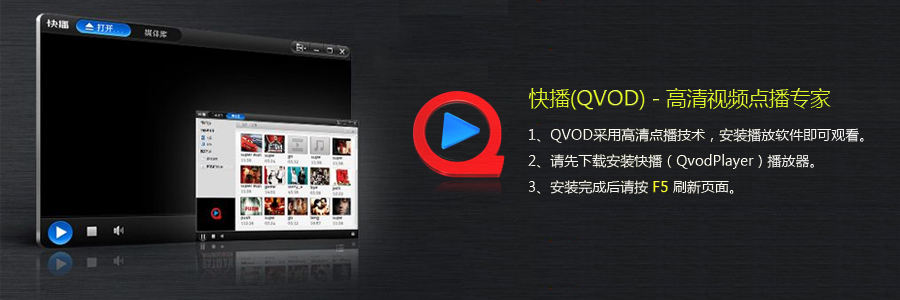 快播
打开...
媒体库
快播(QVOD) - 高清视频点播专家
1、QVOD采用高清点播技术，安装播放软件即可观看。
2、请先下载安装快播（QvodPlayer）播放器。
3、安装完成后请按 F5 刷新页面。